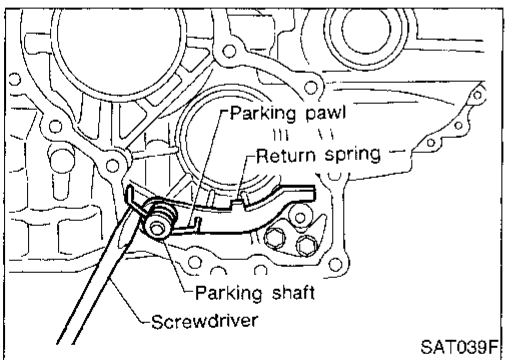 Parking pawl
Return spring
Parking shaft
Screwdriver
SAT039F